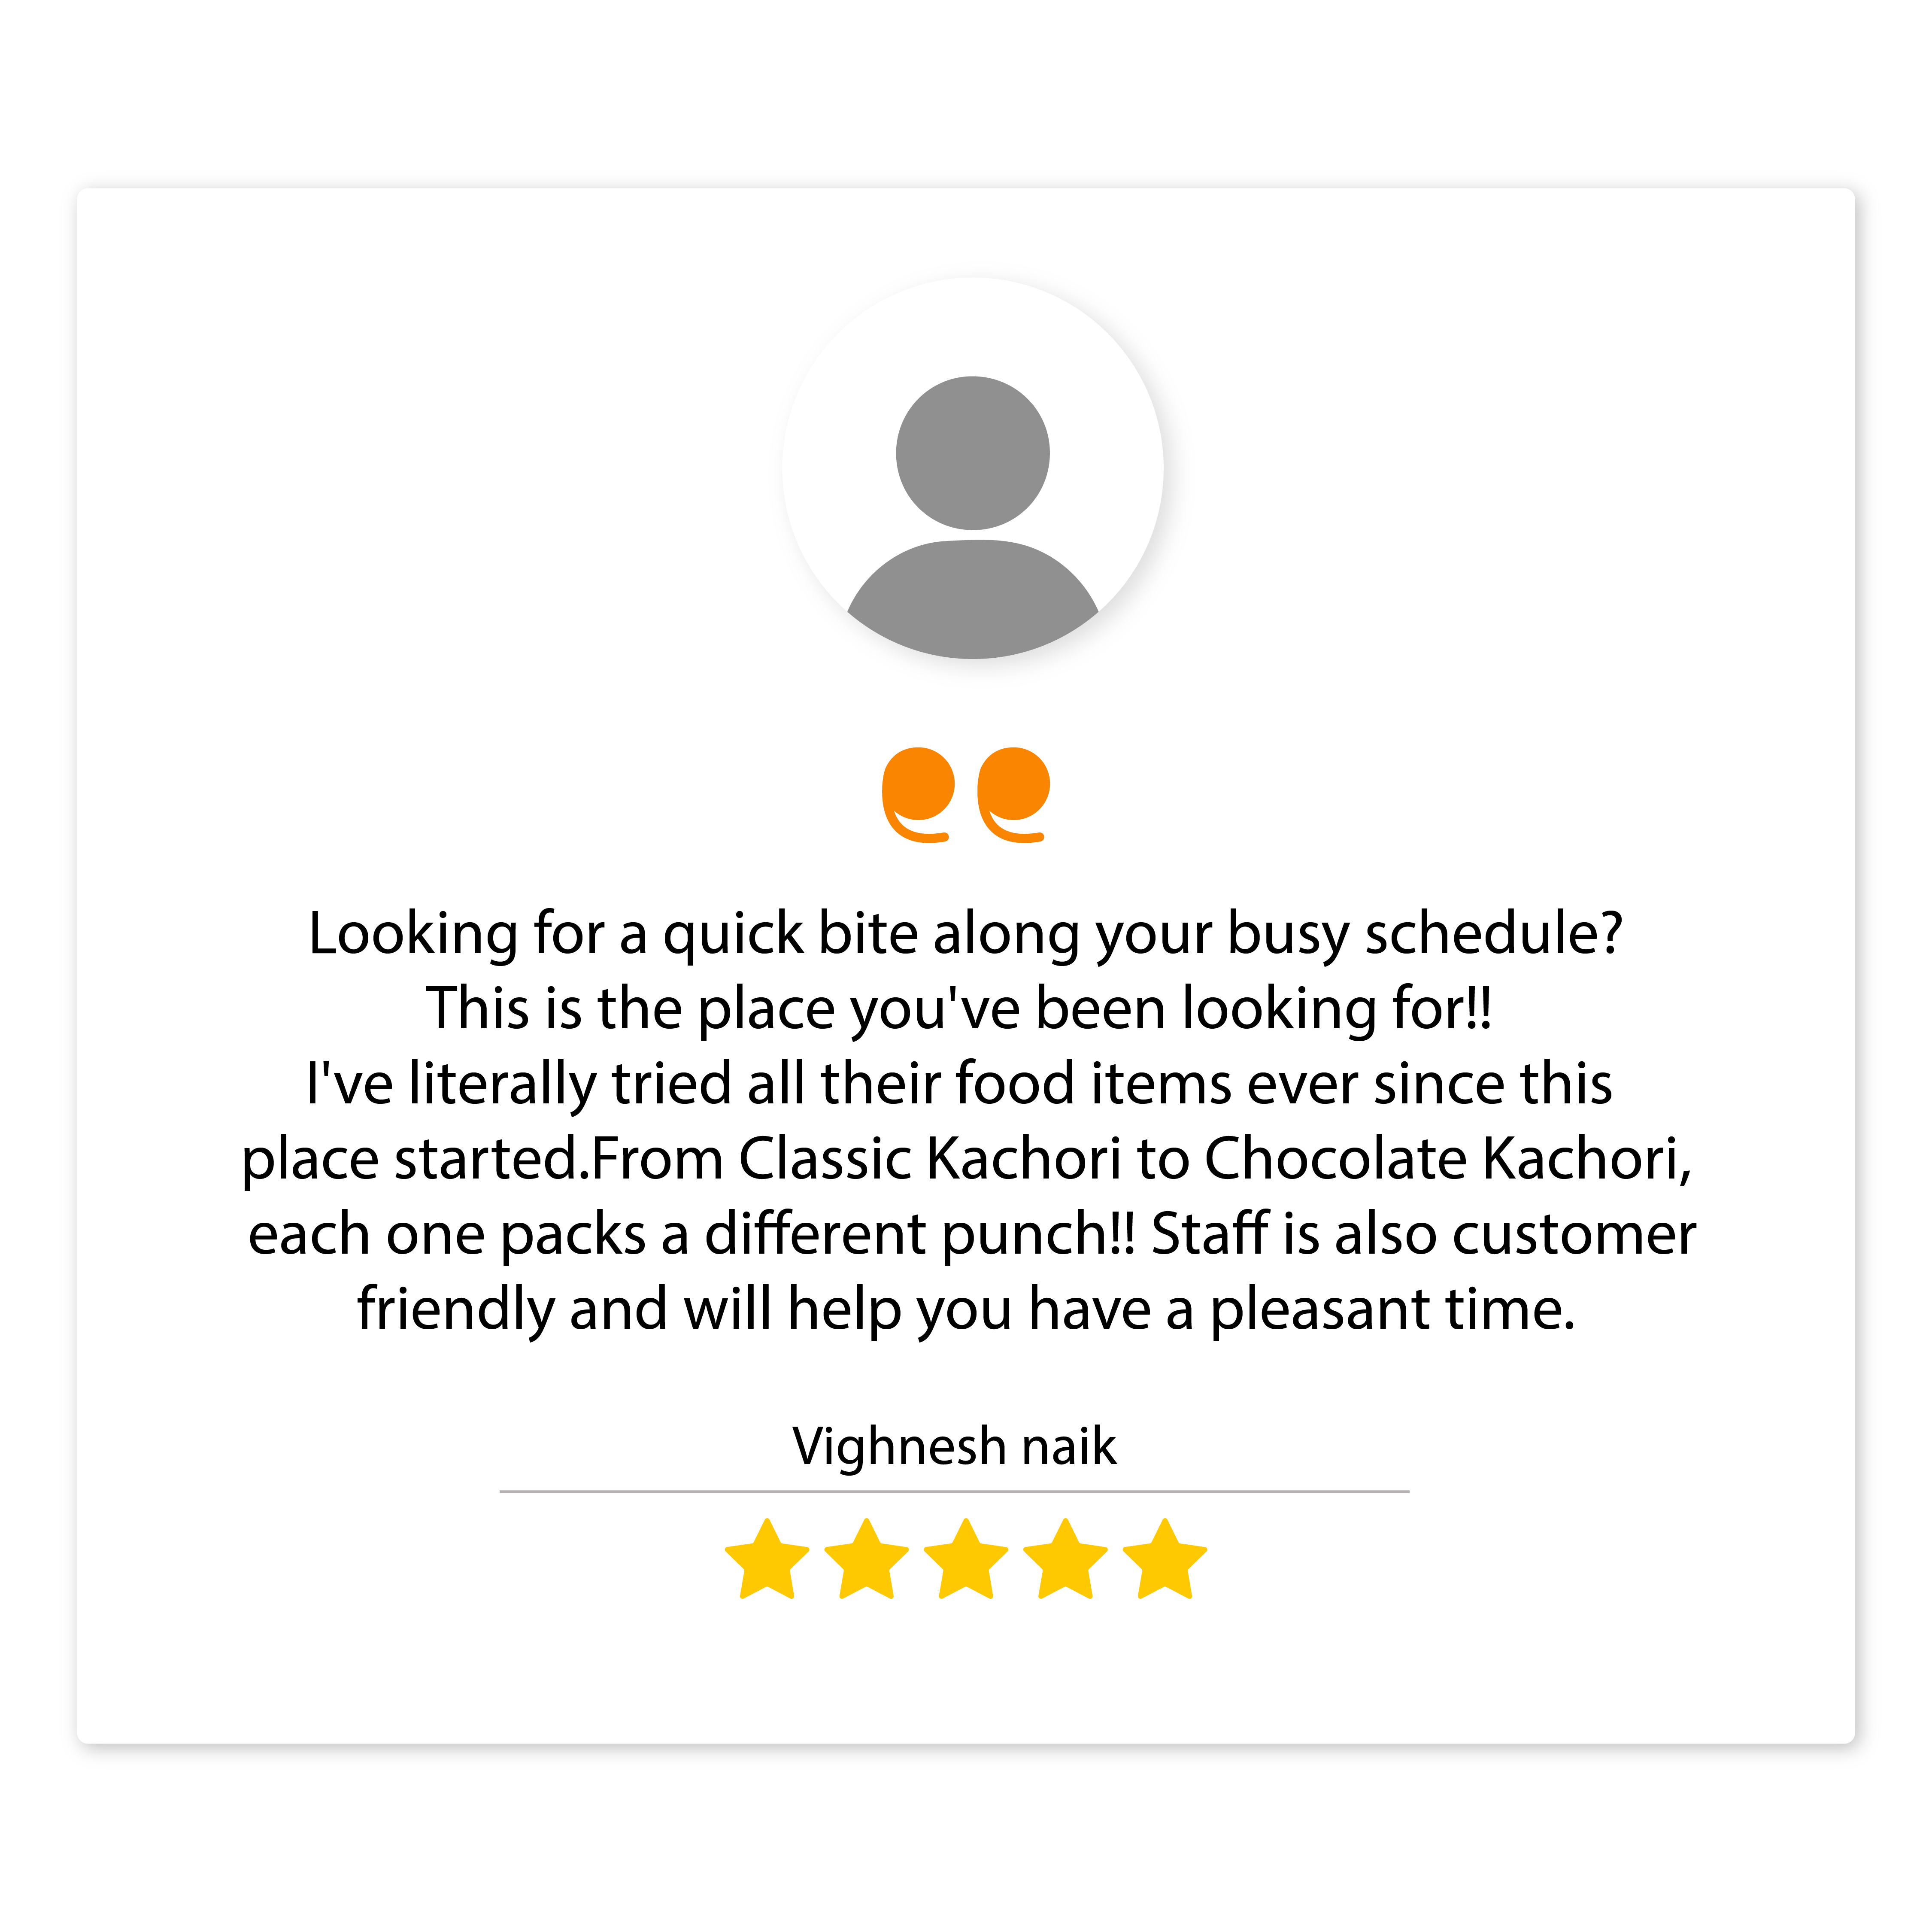 Looking for a quick bite along your busy schedule?
This is the place you've been looking for!!
I've literally tried all their food items ever since this
place started.From Classic Kachori to Chocolate Kachori,
each one packs a different punch!! Staff is also customer
friendly and will help you have a pleasant time.
Vighnesh naik